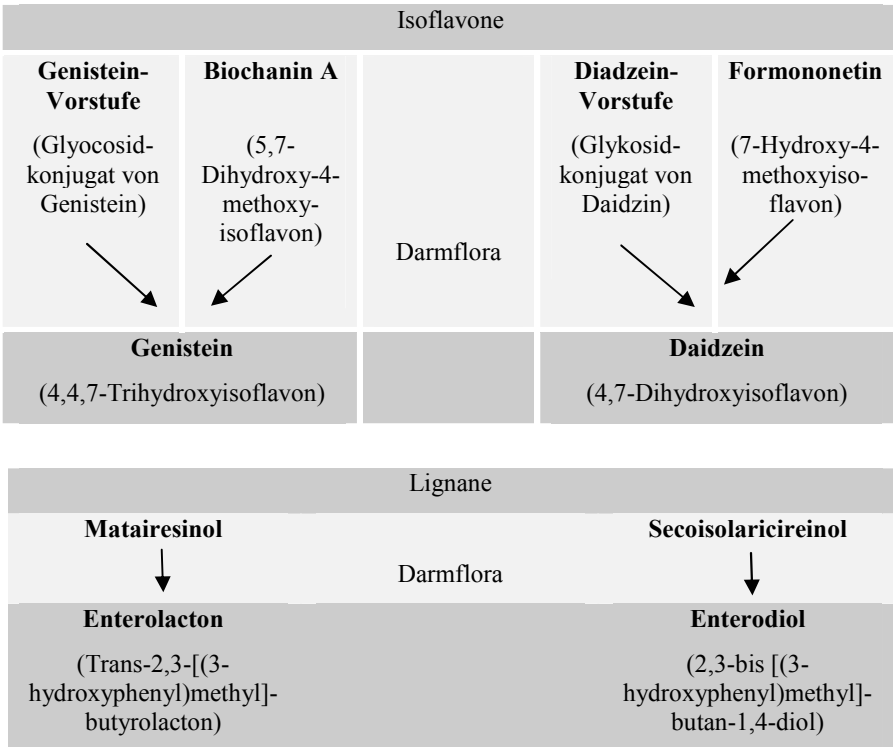 Isoflavone
Genistein-
Vorstufe
(Glyocosid-
konjugat von
Genistein)
Biochanin A
(5,7-
Dihydroxy-4-
methoxy-
isoflavon)
Darmflora
Diadzein-
Vorstufe
(Glykosid-
konjugat von
Daidzin)
Formononetin
(7-Hydroxy-4-
methoxyiso-
flavon)
Genistein
(4,4,7-Trihydroxyisoflavon)
Daidzein
(4,7-Dihydroxyisoflavon)
Lignane
Matairesinol
Darmflora
Secoisolaricireinol
Enterolacton
(Trans-2,3-[(3-
hydroxyphenyl)methyl]-
butyrolacton)
Enterodiol
(2,3-bis [(3-
hydroxyphenyl)methyl]-
butan-1,4-diol)